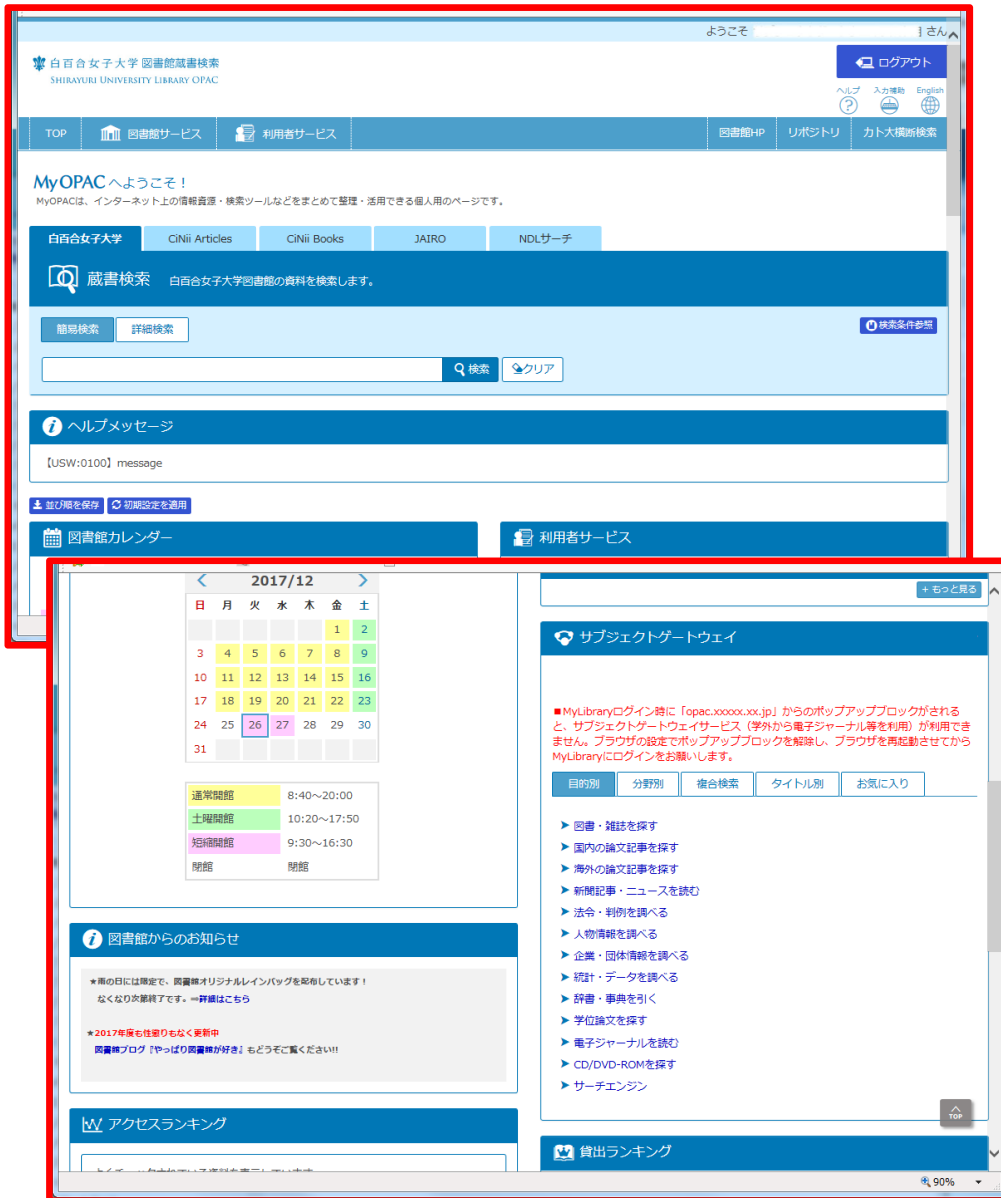 ようこそ
さん
白百合女子大学 図書館蔵書検索
SHIRAYURI UNIVERSITY LIBRARY OPAC
ログアウト
ヘルプ 入力補助 English
TOP 図書館サービス 利用者サービス 図書館HP リポジトリ カト大横断検索
MyOPAC へようこそ！
MyOPACは、インターネット上の情報資源・検索ツールなどをまとめて整理・活用できる個人用のページです。
白百合女子大学 CiNii Articles CiNii Books JAIRO NDLサーチ
蔵書検索 白百合女子大学図書館の資料を検索します。
簡易検索 詳細検索 検索条件参照
検索 クリア
ヘルプメッセージ
【USW:0100】message
並び順を保存 初期設定を適用
図書館カレンダー
利用者サービス
2017/12
日 月 火 水 木 金 土
1 2
3 4 5 6 7 8 9
10 11 12 13 14 15 16
17 18 19 20 21 22 23
24 25 26 27 28 29 30
31
通常開館 8:40～20:00
土曜開館 10:20～17:50
短縮開館 9:30～16:30
閉館 閉館
図書館からのお知らせ
★雨の日には限定で、図書館オリジナルレインバッグを配布しています！
なくなり次第終了です。⇒詳細はこちら
★2017年度も性懲りもなく更新中
図書館ブログ『やっぱり図書館が好き』もどうぞご覧ください!!
アクセスランキング
+ もっと見る
サブジェクトゲートウェイ
■MyLibraryログイン時に「opac.xxxxx.xx.jp」からのポップアップブロックがされる
と、サブジェクトゲートウェイサービス（学外から電子ジャーナル等を利用）が利用でき
ません。ブラウザの設定でポップアップブロックを解除し、ブラウザを再起動させてから
MyLibraryにログインをお願いします。
目的別 分野別 複合検索 タイトル別 お気に入り
図書・雑誌を探す
国内の論文記事を探す
海外の論文記事を探す
新聞記事・ニュースを読む
法令・判例を調べる
人物情報を調べる
企業・団体情報を調べる
統計・データを調べる
辞書・事典を引く
学位論文を探す
電子ジャーナルを読む
CD/DVD-ROMを探す
サーチエンジン
TOP
貸出ランキング
90%